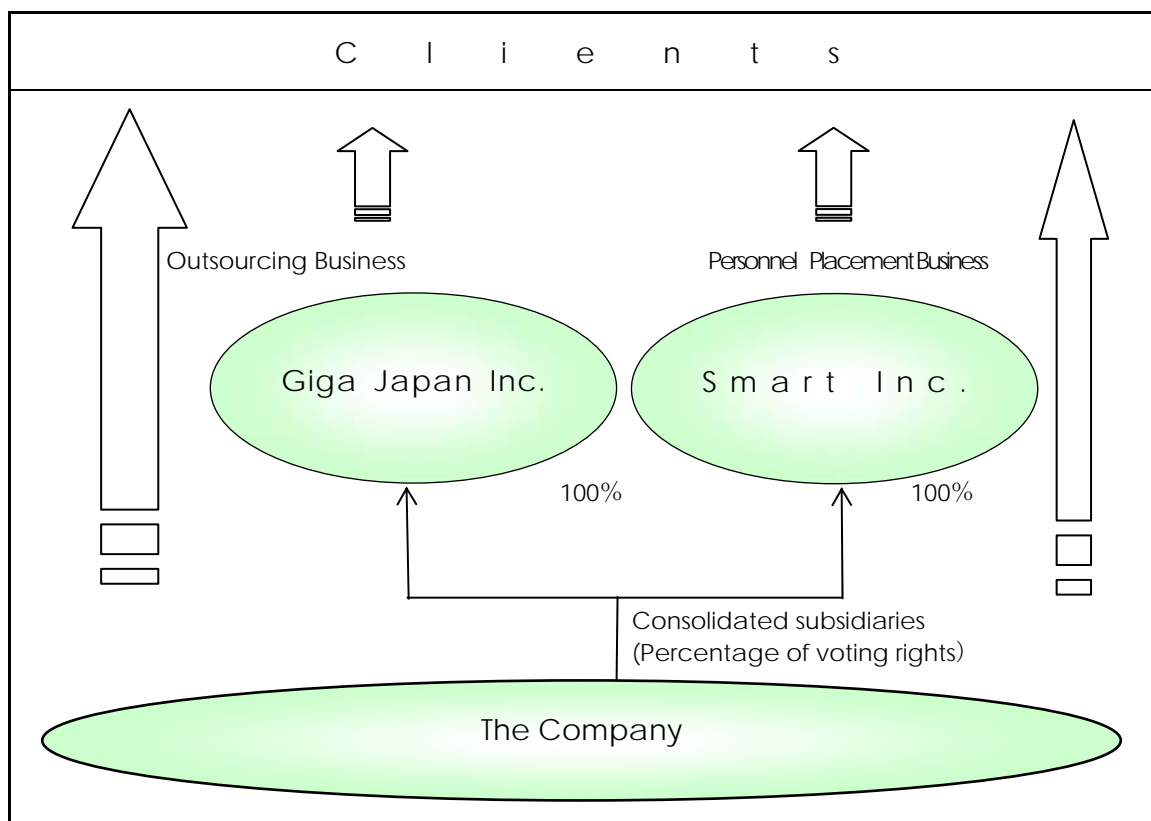 Clients
Outsourcing Business
Personnel Placement Business
Giga Japan Inc.
Smart Inc.
100%
100%
Consolidated subsidiaries
(Percentage of voting rights)
The Company